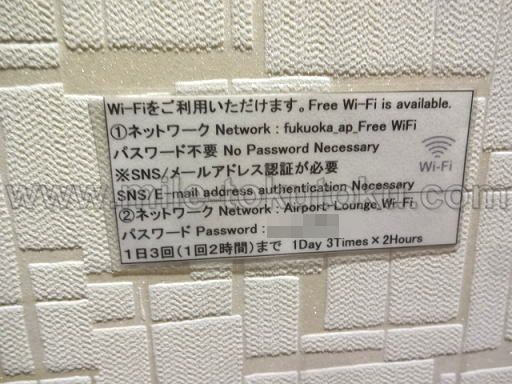 Wi-Fiをご利用いただけます。Free Wi-Fi is available.
①ネットワーク Network : fukuoka_ap_Free WiFi
パスワード不要 No Password Necessary
※SNS/メールアドレス認証が必要
Wi-Fi
SNS/E-mail address authentication Necessary
②ネットワーク Network : Airport-Lounge_Wi-Fi
パスワード Password :
1日3回(1回2時間)まで 1Day 3Times×2Hours